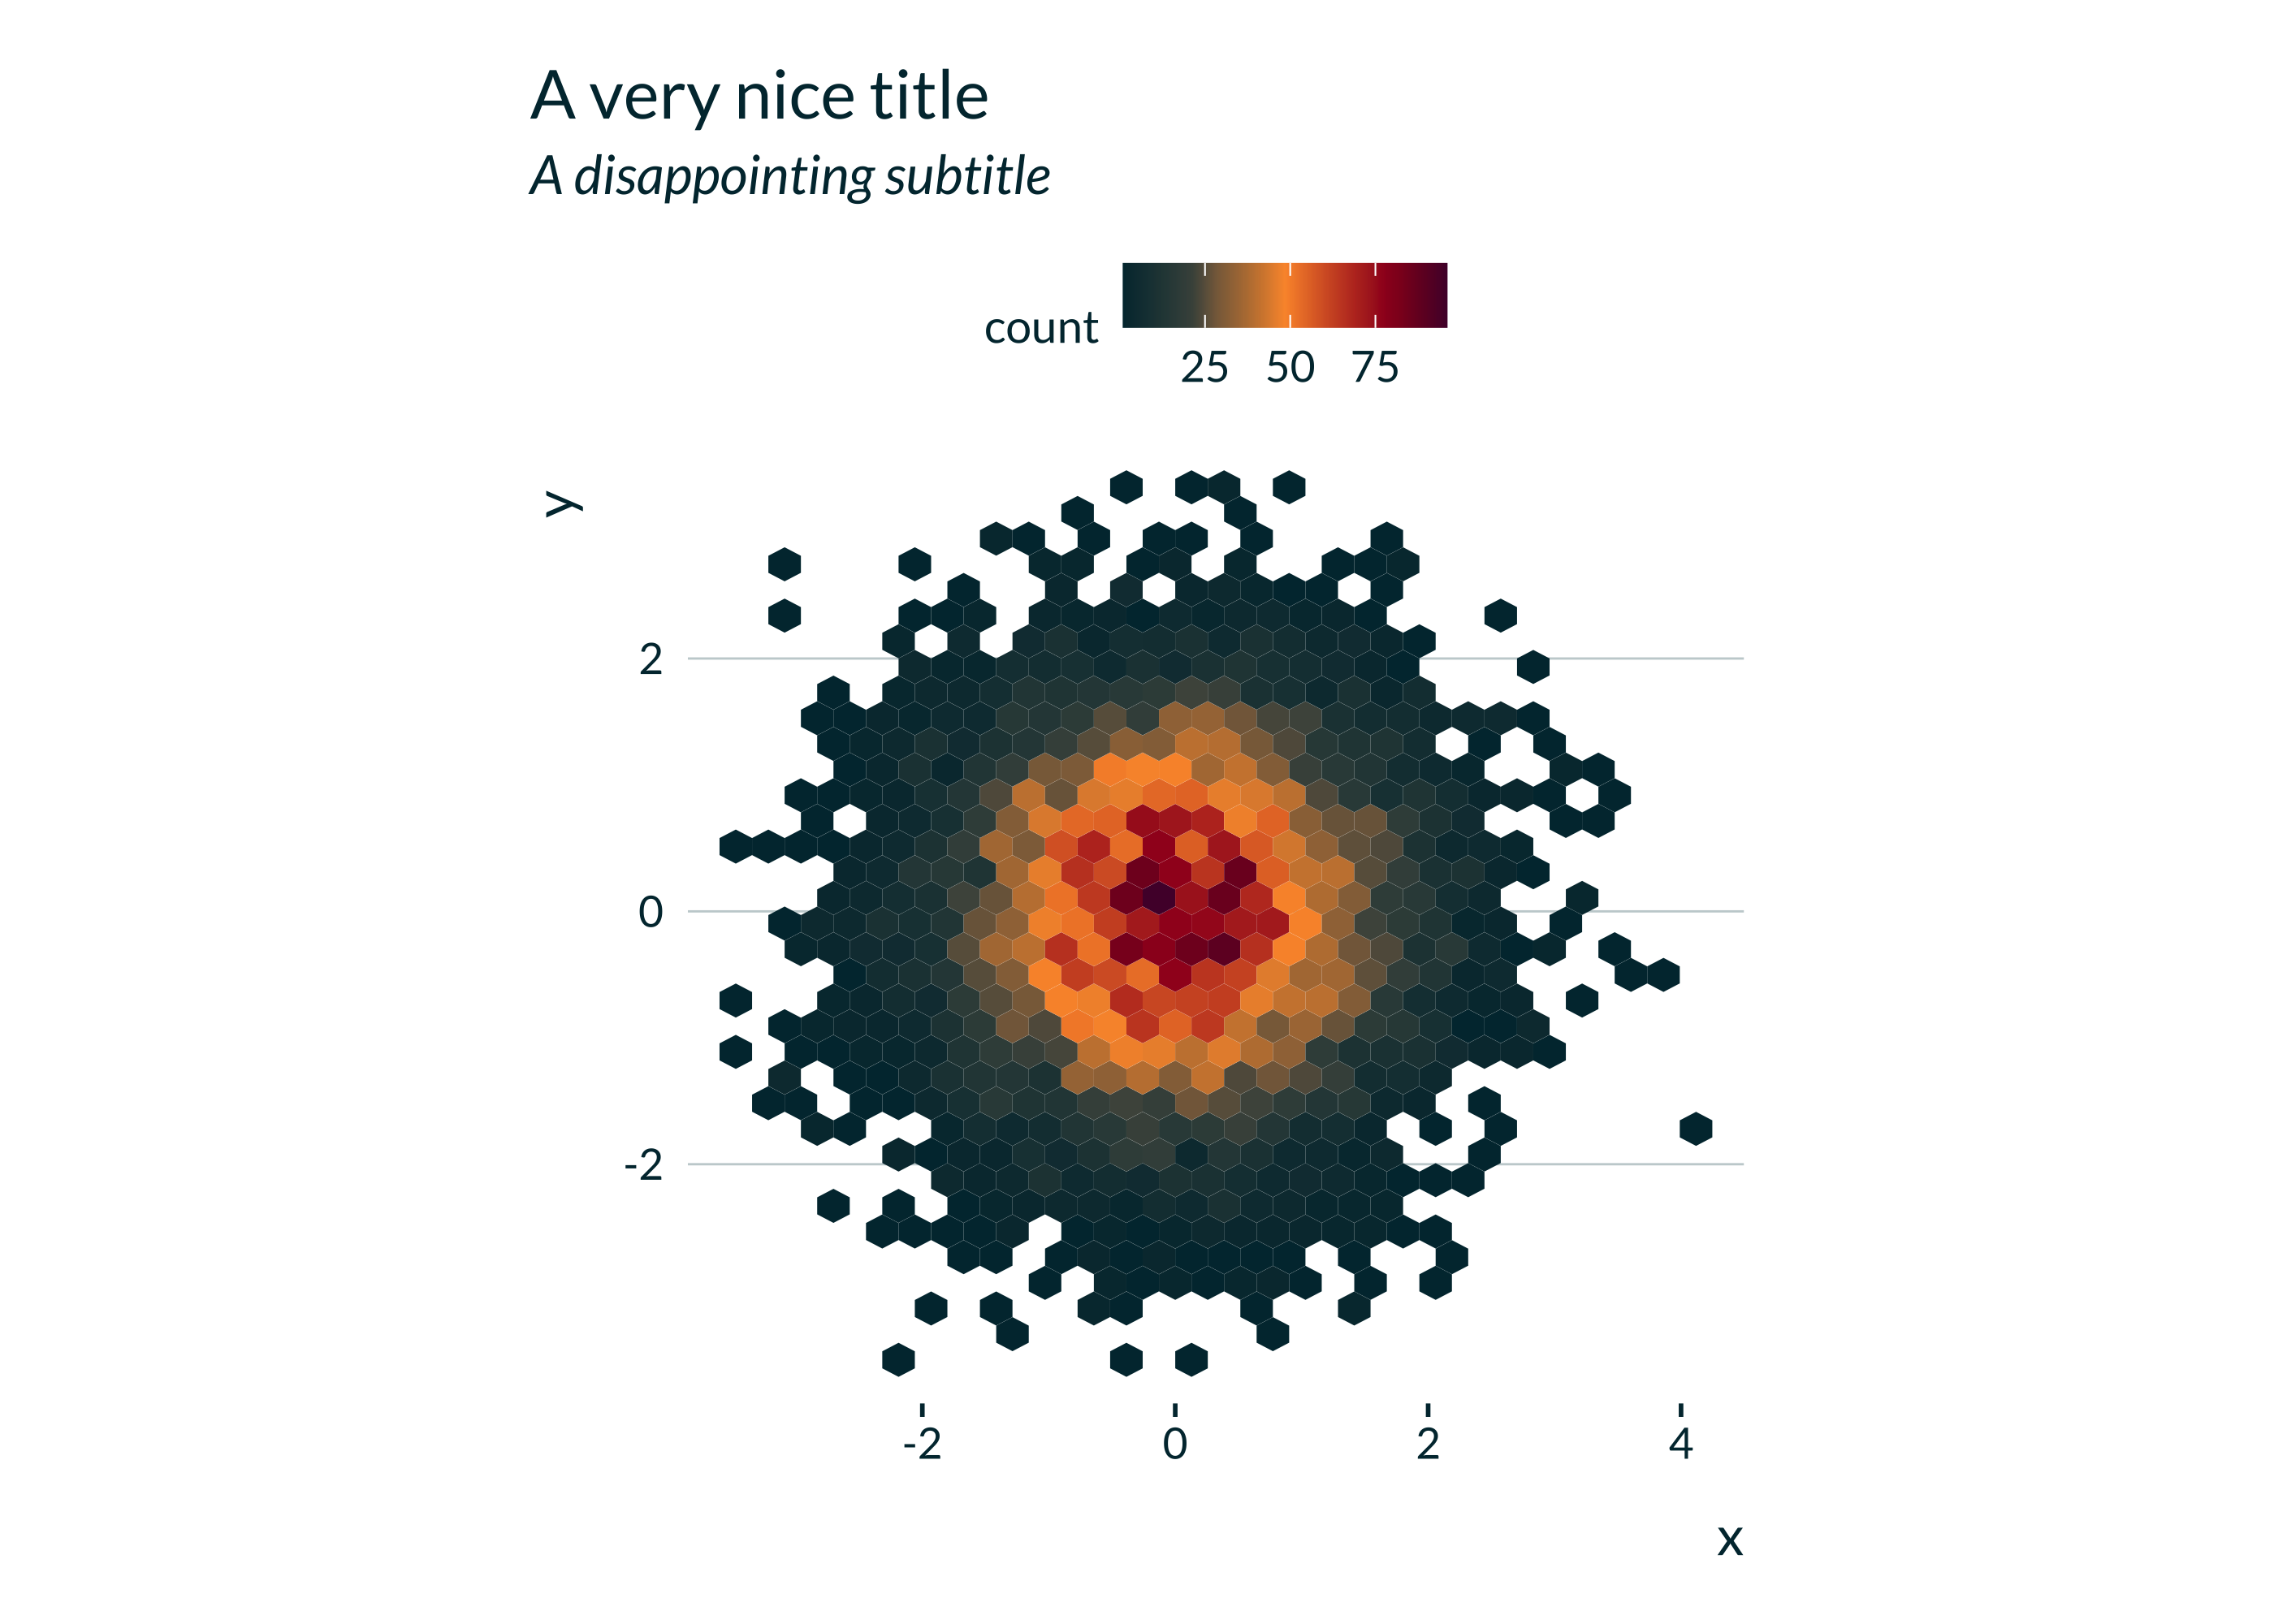 A very nice title
A disappointing subtitle
count
25 50 75
y
2
0
-2
-2 0 2 4
x